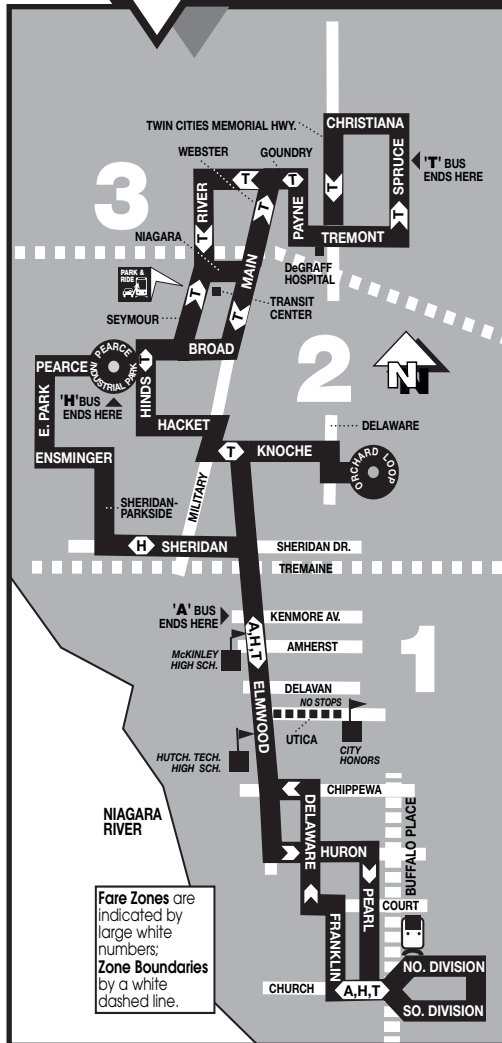 TWIN CITIES MEMORIAL HWY.
CHRISTIANA
WEBSTER
GOUNDRY
'T' BUS
ENDS HERE
SPRUCE
T
T
T
T
T
3
RIVER
PAYNE
TREMONT
T
NIAGARA
MAIN
DeGRAFF
HOSPITAL
PARK &
RIDE
T
TRANSIT
CENTER
SEYMOUR
T
BROAD
2
N
PEARCE
PEARCE
INDUSTRIAL PARK
T
HINDS
'H' BUS
ENDS HERE
E. PARK
HACKET
DELAWARE
ENSMINGER
T
KNOCHE
ORCHARD LOOP
SHERIDAN-
PARKSIDE
MILITARY
H
SHERIDAN
SHERIDAN DR.
TREMAINE
'A' BUS
ENDS HERE
A,H,T
KENMORE AV.
McKINLEY
HIGH SCH.
AMHERST
1
ELMWOOD
DELAVAN
NO STOPS
UTICA
CITY
HONORS
HUTCH. TECH.
HIGH SCH.
CHIPPEWA
DELAWARE
BUFFALO PLACE
NIAGARA
RIVER
HURON
PEARL
COURT
FRANKLIN
Fare Zones are
indicated by
large white
numbers;
Zone Boundaries
by a white
dashed line.
NO. DIVISION
CHURCH
A,H,T
SO. DIVISION